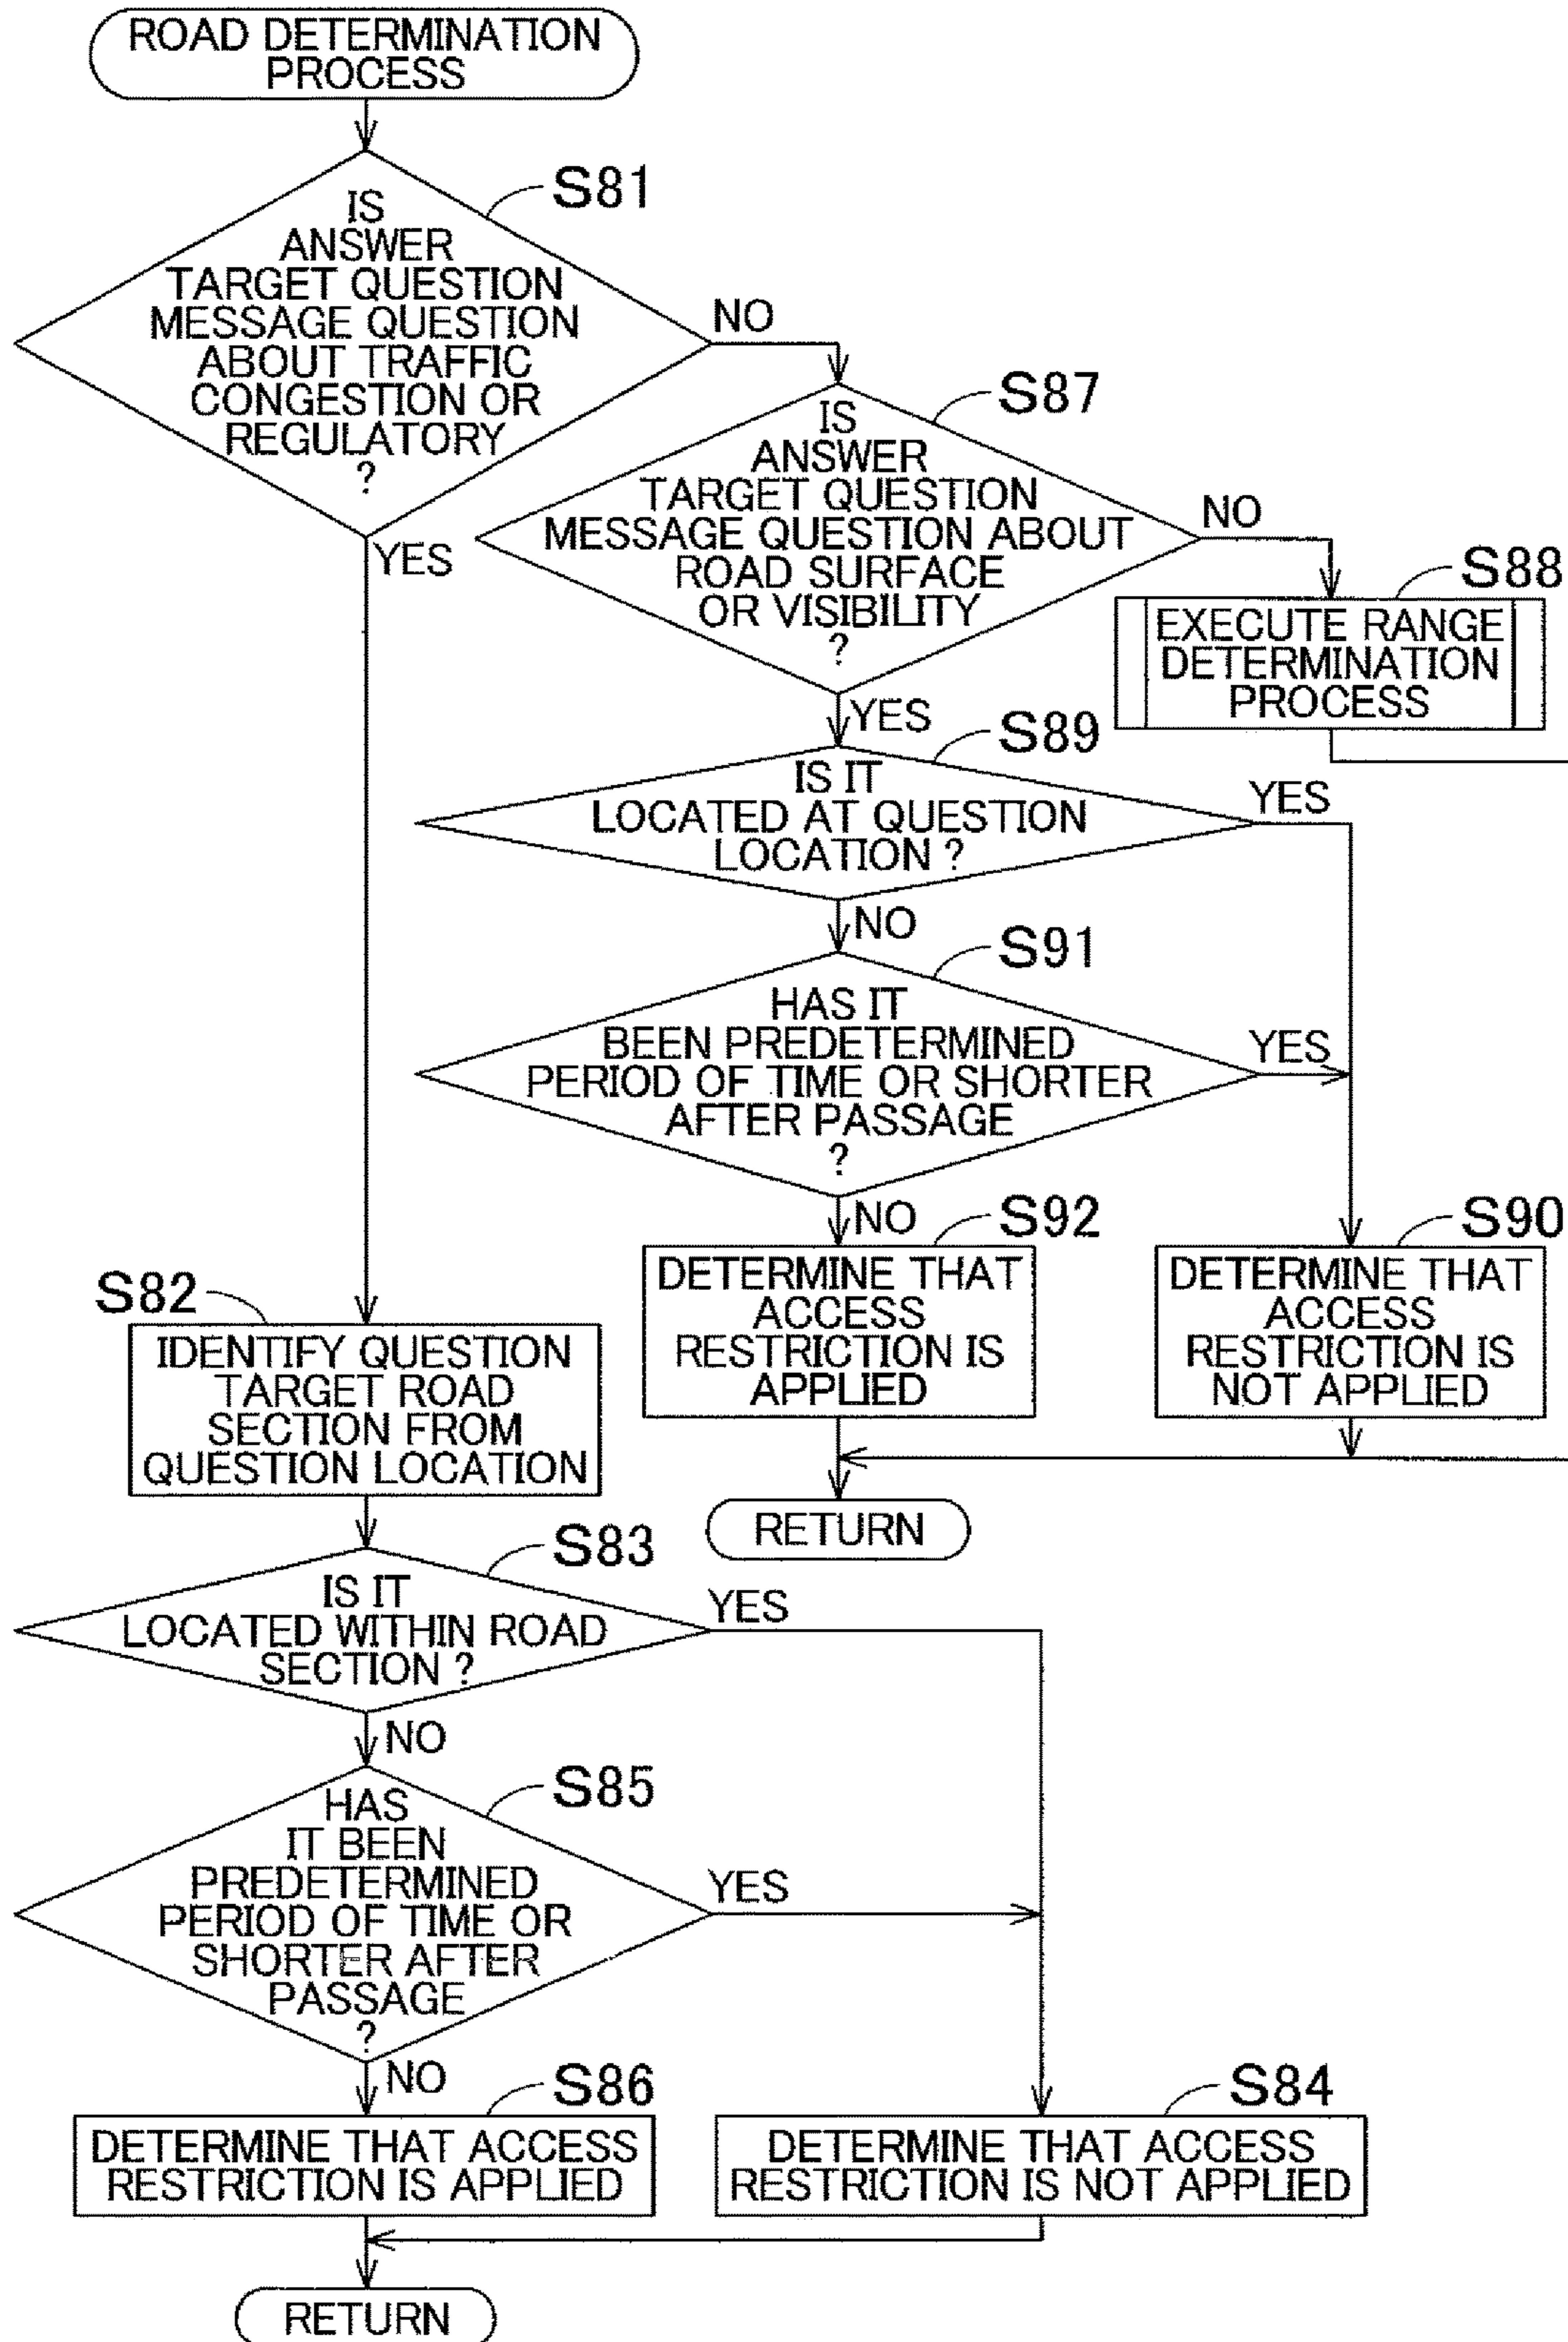 ROAD DETERMINATION
PROCESS
S81
IS
ANSWER
TARGET QUESTION
MESSAGE QUESTION
ABOUT TRAFFIC
CONGESTION OR
REGULATORY
?
NO
YES
S87
IS
ANSWER
TARGET QUESTION
MESSAGE QUESTION ABOUT
ROAD SURFACE
OR VISIBILITY
?
NO
YES
S88
EXECUTE RANGE
DETERMINATION
PROCESS
S89
IS IT
LOCATED AT QUESTION
LOCATION ?
YES
NO
S91
HAS IT
BEEN PREDETERMINED
PERIOD OF TIME OR SHORTER
AFTER PASSAGE
?
YES
NO
S92
DETERMINE THAT
ACCESS
RESTRICTION IS
APPLIED
S90
DETERMINE THAT
ACCESS
RESTRICTION IS
NOT APPLIED
RETURN
S82
IDENTIFY QUESTION
TARGET ROAD
SECTION FROM
QUESTION LOCATION
S83
IS IT
LOCATED WITHIN ROAD
SECTION ?
YES
NO
S85
HAS
IT BEEN
PREDETERMINED
PERIOD OF TIME OR
SHORTER AFTER
PASSAGE
?
YES
NO
S86
DETERMINE THAT ACCESS
RESTRICTION IS APPLIED
S84
DETERMINE THAT ACCESS
RESTRICTION IS NOT APPLIED
RETURN